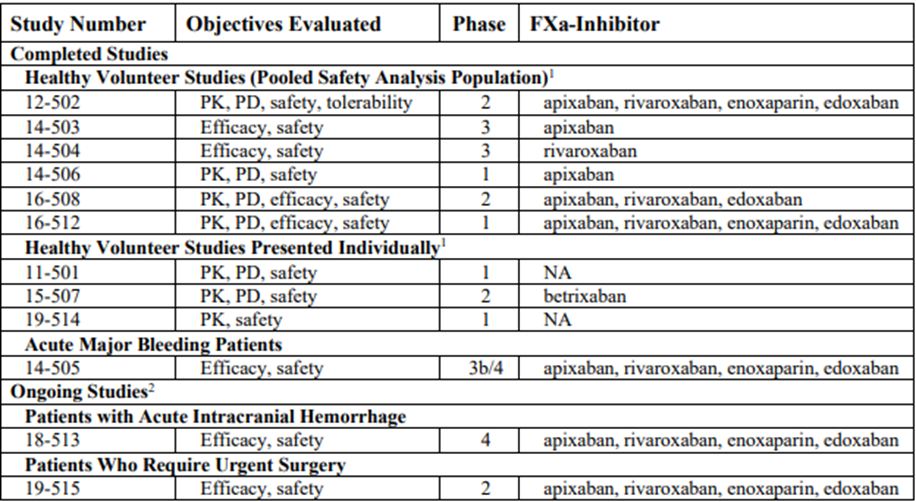 Study Number Objectives Evaluated Phase FXa-Inhibitor
Completed Studies
Healthy Volunteer Studies (Pooled Safety Analysis Population)1
12-502 PK, PD, safety, tolerability 2 apixaban, rivaroxaban, enoxaparin, edoxaban
14-503 Efficacy, safety 3 apixaban
14-504 Efficacy, safety 3 rivaroxaban
14-506 PK, PD, safety 1 apixaban
16-508 PK, PD, efficacy, safety 2 apixaban, rivaroxaban, edoxaban
16-512 PK, PD, efficacy, safety 1 apixaban, rivaroxaban, enoxaparin, edoxaban
Healthy Volunteer Studies Presented Individually1
11-501 PK, PD, safety 1 NA
15-507 PK, PD, safety 2 betrixaban
19-514 PK, safety 1 NA
Acute Major Bleeding Patients
14-505 Efficacy, safety 3b/4 apixaban, rivaroxaban, enoxaparin, edoxaban
Ongoing Studies2
Patients with Acute Intracranial Hemorrhage
18-513 Efficacy, safety 4 apixaban, rivaroxaban, enoxaparin, edoxaban
Patients Who Require Urgent Surgery
19-515 Efficacy, safety 2 apixaban, rivaroxaban, enoxaparin, edoxaban